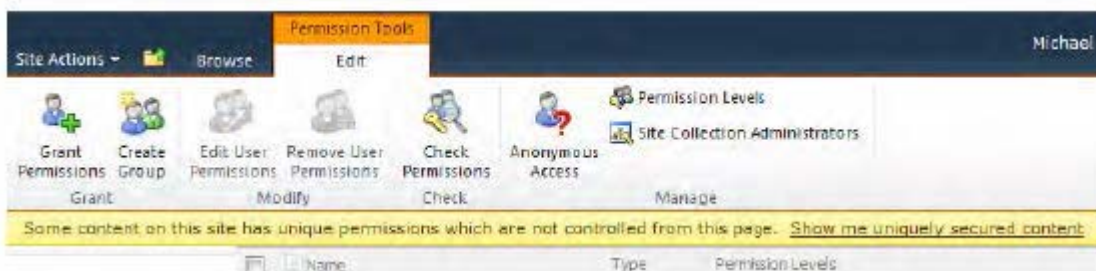 Permission Tools
Site Actions Browse Edit Michael
Grant Permissions
Create Group
Edit User Permissions
Remove User Permissions
Check Permissions
Anonymous Access
Permission Levels
Site Collection Administrators
Grant Modify Check Manage
Some content on this site has unique permissions which are not controlled from this page. Show me uniquely secured content
Name Type Permission Levels